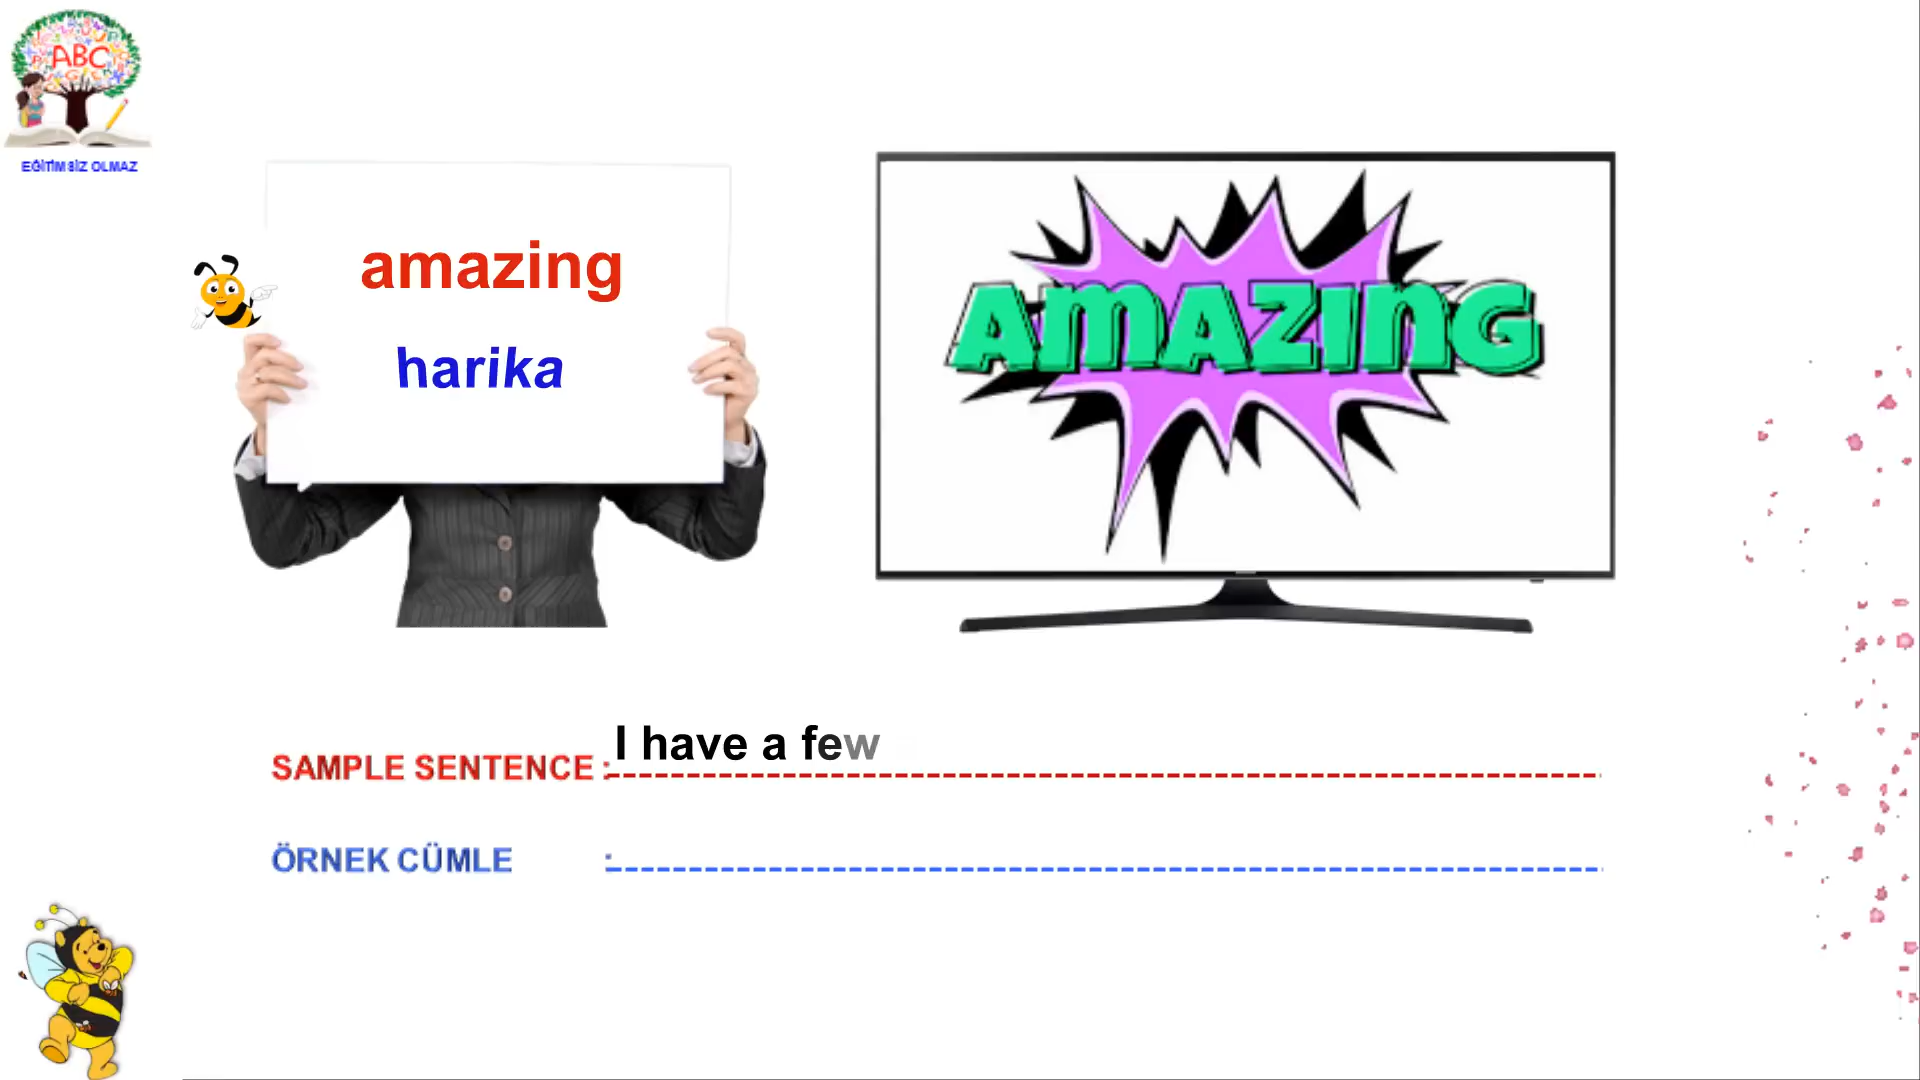 ABC
EĞİTİM SİZ OLMAZ
amazing
harika
AMAZING
SAMPLE SENTENCE : I have a few
ÖRNEK CÜMLE :